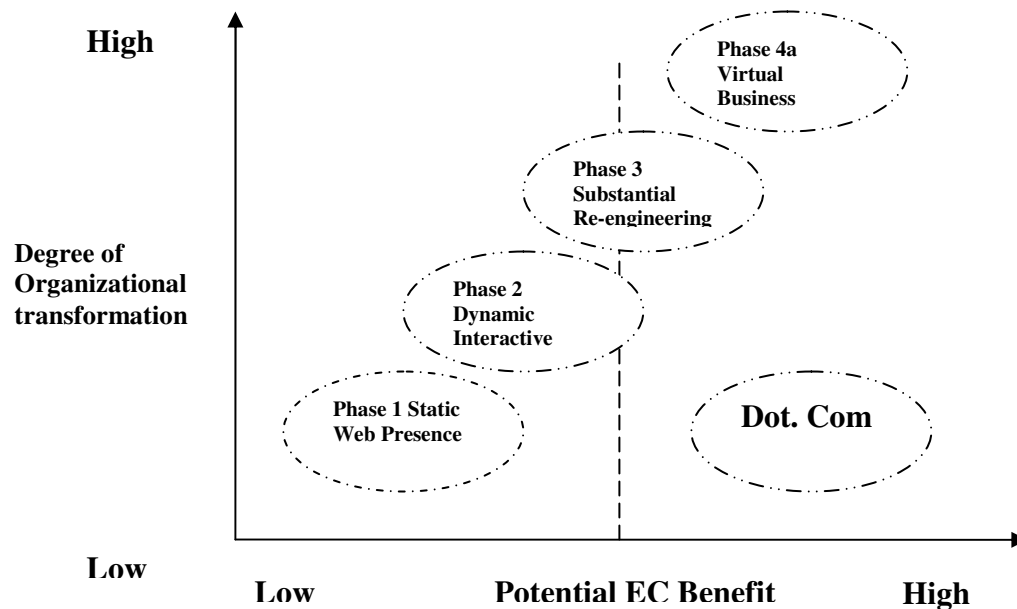 High
Phase 4a
Virtual
Business
Phase 3
Substantial
Re-engineering
Degree of
Organizational
transformation
Phase 2
Dynamic
Interactive
Phase 1 Static
Web Presence
Dot. Com
Low
Low
Potential EC Benefit
High